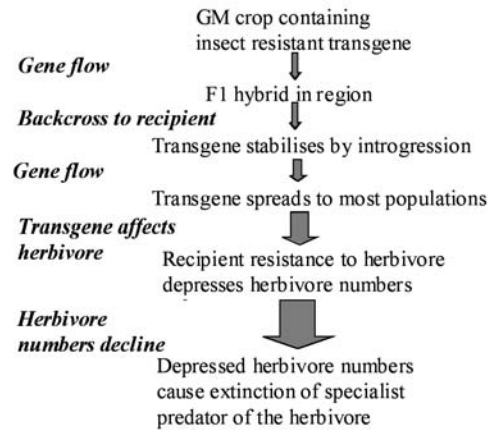 GM crop containing
insect resistant transgene
Gene flow
F1 hybrid in region
Backcross to recipient
Transgene stabilises by introgression
Gene flow
Transgene spreads to most populations
Transgene affects
herbivore
Recipient resistance to herbivore
depresses herbivore numbers
Herbivore
numbers decline
Depressed herbivore numbers
cause extinction of specialist
predator of the herbivore